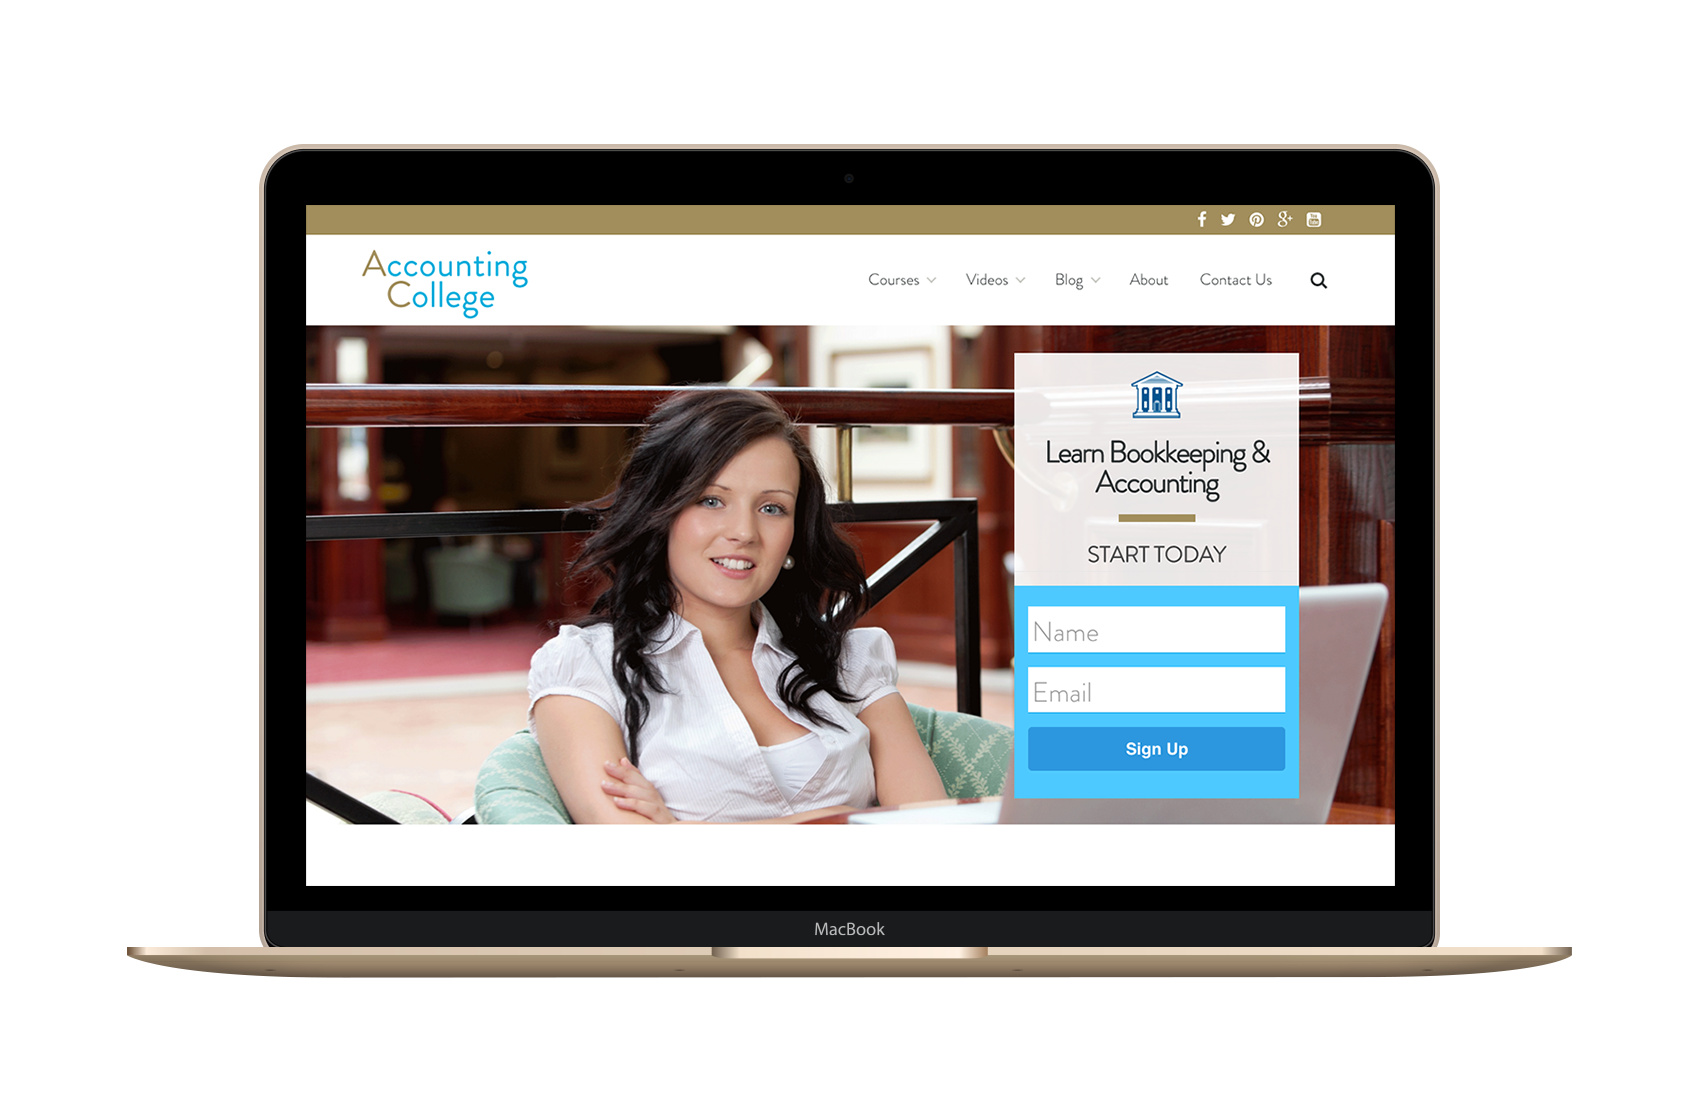 Accounting
College
Courses
Videos
Blog
About
Contact Us
Learn Bookkeeping &
Accounting
START TODAY
Name
Email
Sign Up
MacBook